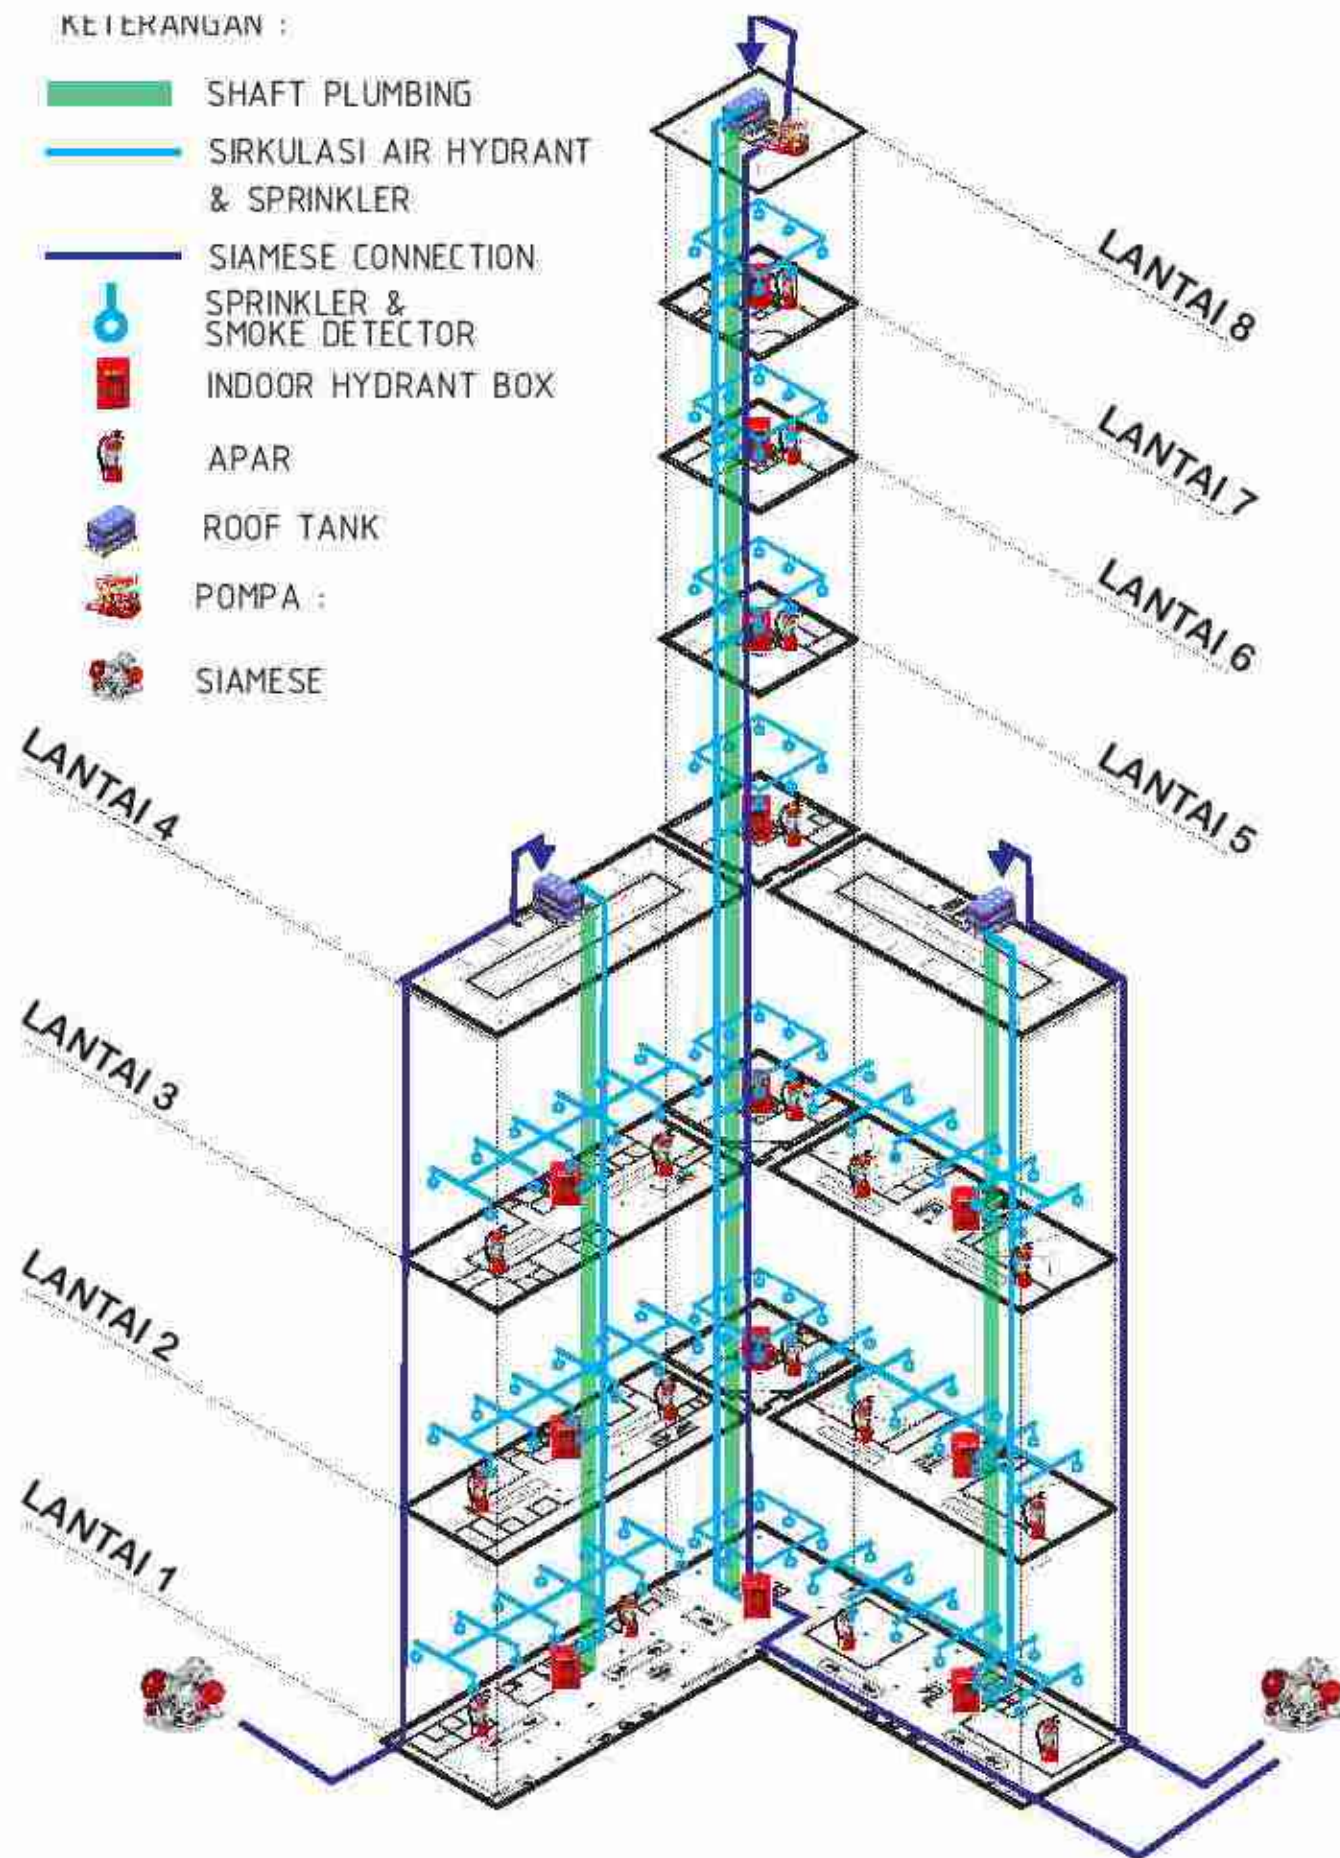 KETERANGAN :
SHAFT PLUMBING
SIRKULASI AIR HYDRANT
& SPRINKLER
SIAMESE CONNECTION
SPRINKLER &
SMOKE DETECTOR
INDOOR HYDRANT BOX
APAR
ROOF TANK
POMPA :
SIAMESE
LANTAI 8
LANTAI 7
LANTAI 6
LANTAI 5
LANTAI 4
LANTAI 3
LANTAI 2
LANTAI 1